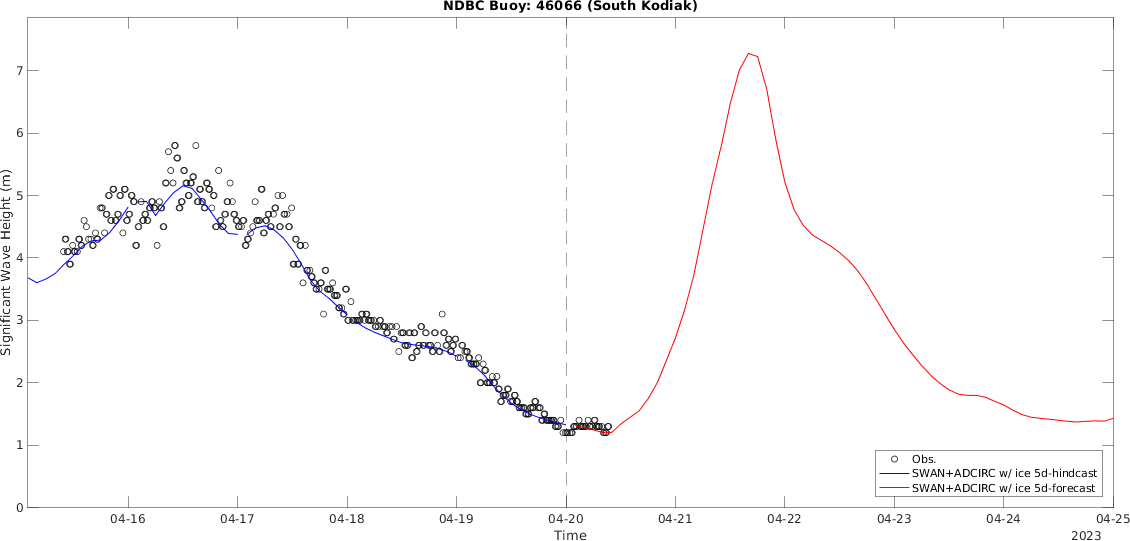 NDBC Buoy: 46066 (South Kodiak)
Significant Wave Height (m)
7
6
5
4
3
2
1
0
Obs.
SWAN+ADCIRC w/ ice 5d-hindcast
SWAN+ADCIRC w/ ice 5d-forecast
04-16 04-17 04-18 04-19 04-20 04-21 04-22 04-23 04-24 04-25
Time
2023